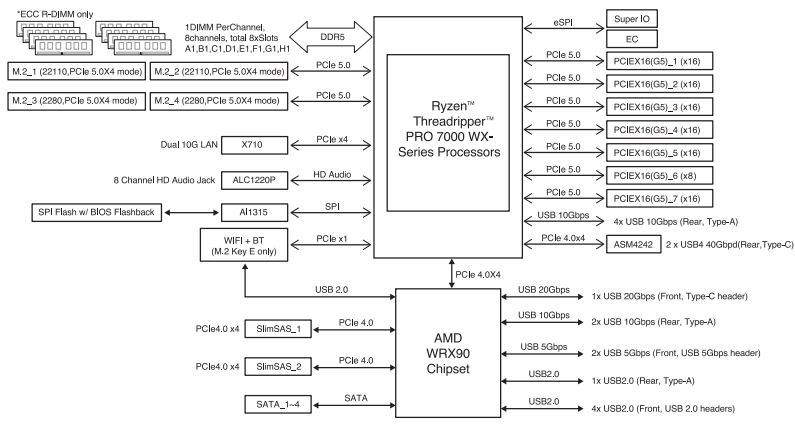 *ECC R-DIMM only
1DIMM PerChannel,
8channels, total 8xSlots
A1,B1,C1,D1,E1,F1,G1,H1
DDR5
eSPI
Super IO
EC
M.2_1 (22110,PCIe 5.0X4 mode)
M.2_2 (22110,PCIe 5.0X4 mode)
PCIe 5.0
M.2_3 (2280,PCIe 5.0X4 mode)
M.2_4 (2280,PCIe 5.0X4 mode)
PCIe 5.0
Dual 10G LAN
X710
PCIe x4
8 Channel HD Audio Jack
ALC1220P
HD Audio
SPI Flash w/ BIOS Flashback
AI1315
SPI
WIFI + BT
(M.2 Key E only)
PCIe x1
Ryzen™
Threadripper™
PRO 7000 WX-
Series Processors
PCIe 5.0
PCIEX16(G5)_1 (x16)
PCIe 5.0
PCIEX16(G5)_2 (x16)
PCIe 5.0
PCIEX16(G5)_3 (x16)
PCIe 5.0
PCIEX16(G5)_4 (x16)
PCIe 5.0
PCIEX16(G5)_5 (x16)
PCIe 5.0
PCIEX16(G5)_6 (x8)
PCIe 5.0
PCIEX16(G5)_7 (x16)
USB 10Gbps
4x USB 10Gbps (Rear, Type-A)
PCIe 4.0x4
ASM4242
2 x USB4 40Gbpd(Rear,Type-C)
PCIe 4.0X4
USB 2.0
PCIe4.0 x4
SlimSAS_1
PCIe 4.0
PCIe4.0 x4
SlimSAS_2
PCIe 4.0
SATA_1~4
SATA
AMD
WRX90
Chipset
USB 20Gbps
1x USB 20Gbps (Front, Type-C header)
USB 10Gbps
2x USB 10Gbps (Rear, Type-A)
USB 5Gbps
2x USB 5Gbps (Front, USB 5Gbps header)
USB2.0
1x USB2.0 (Rear, Type-A)
USB2.0
4x USB2.0 (Front, USB 2.0 headers)